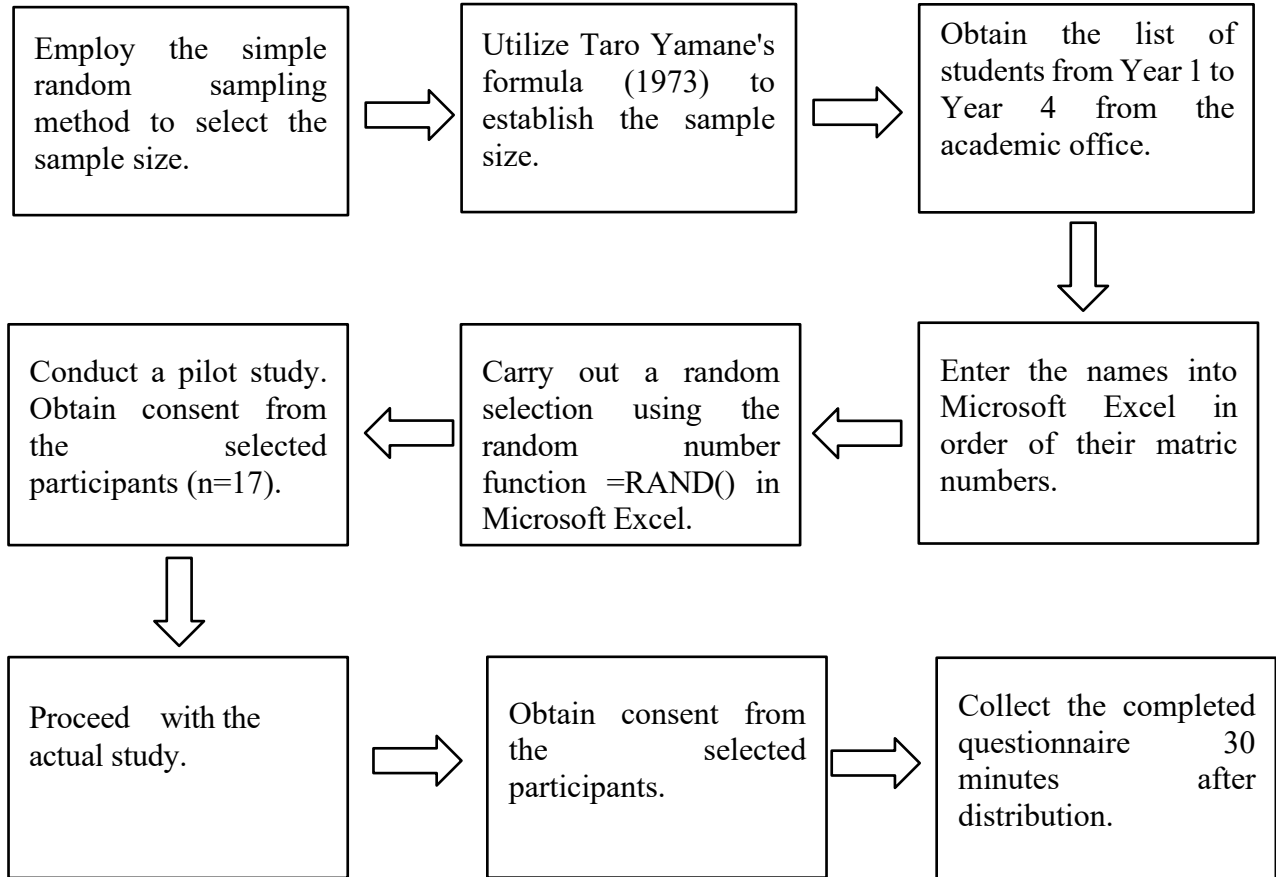 Employ the simple
random sampling
method to select the
sample size.
Utilize Taro Yamane's
formula (1973) to
establish the sample
size.
Obtain the list of
students from Year 1 to
Year 4 from the
academic office.
Enter the names into
Microsoft Excel in
order of their matric
numbers.
Carry out a random
selection using the
random number
function =RAND() in
Microsoft Excel.
Conduct a pilot study.
Obtain consent from
the selected
participants (n=17).
Proceed with the
actual study.
Obtain consent from
the selected
participants.
Collect the completed
questionnaire 30
minutes after
distribution.